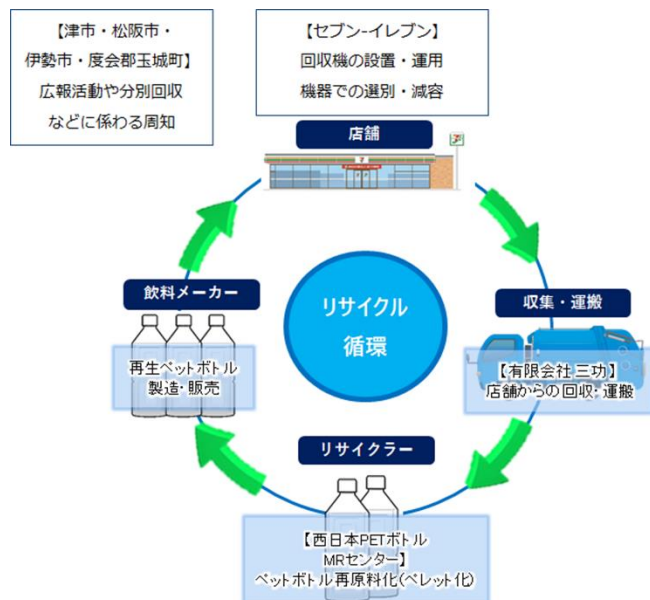 【津市・松阪市・
伊勢市・度会郡玉城町】
広報活動や分別回収
などに係わる周知
【セブン‐イレブン】
回収機の設置・運用
機器での選別・減容
店舗
7
飲料メーカー
再生ペットボトル
製造・販売
リサイクル
循環
収集・運搬
【有限会社 三功】
店舗からの回収・運搬
リサイクラー
【西日本PETボトル
MRセンター】
ペットボトル再原料化(ペレット化)